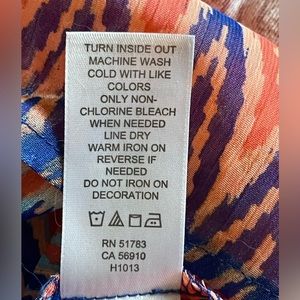 TURN INSIDE OUT
MACHINE WASH
COLD WITH LIKE
COLORS
ONLY NON-
CHLORINE BLEACH
WHEN NEEDED
LINE DRY
WARM IRON ON
REVERSE IF
NEEDED
DO NOT IRON ON
DECORATION
RN 51783
CA 56910
H1013